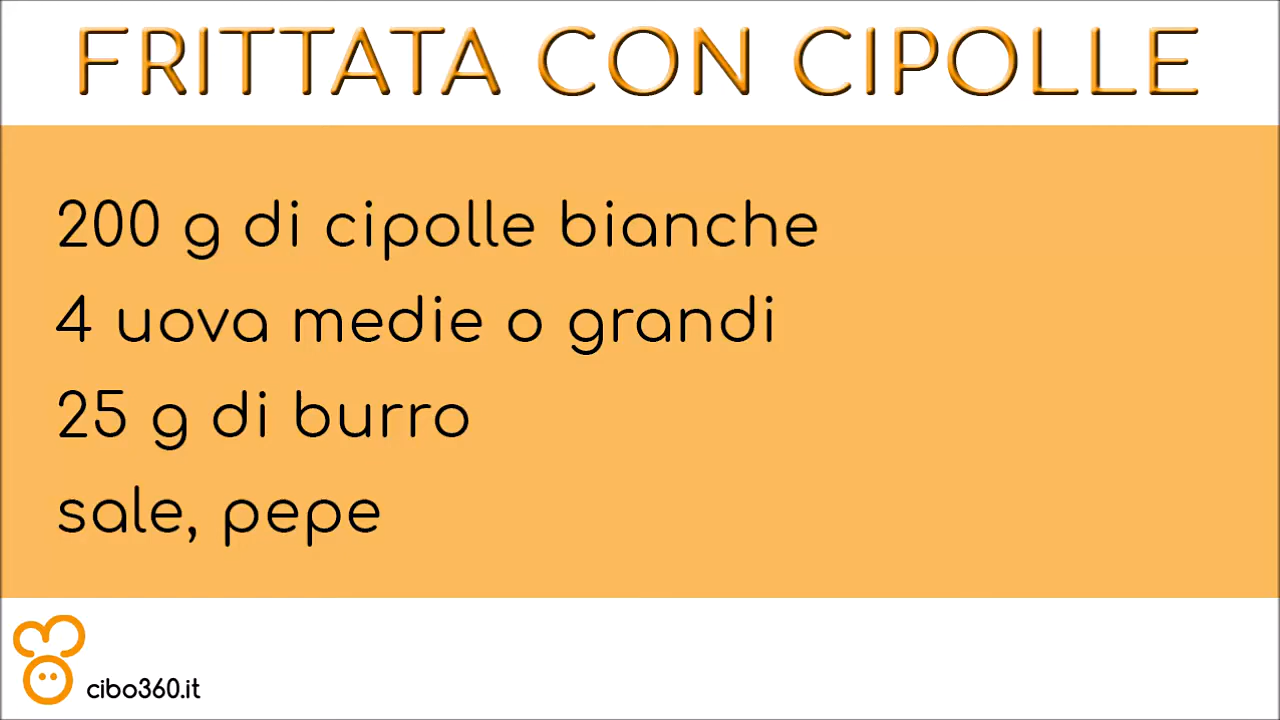 FRITTATA CON CIPOLLE
200 g di cipolle bianche
4 uova medie o grandi
25 g di burro
sale, pepe
cibo360.it